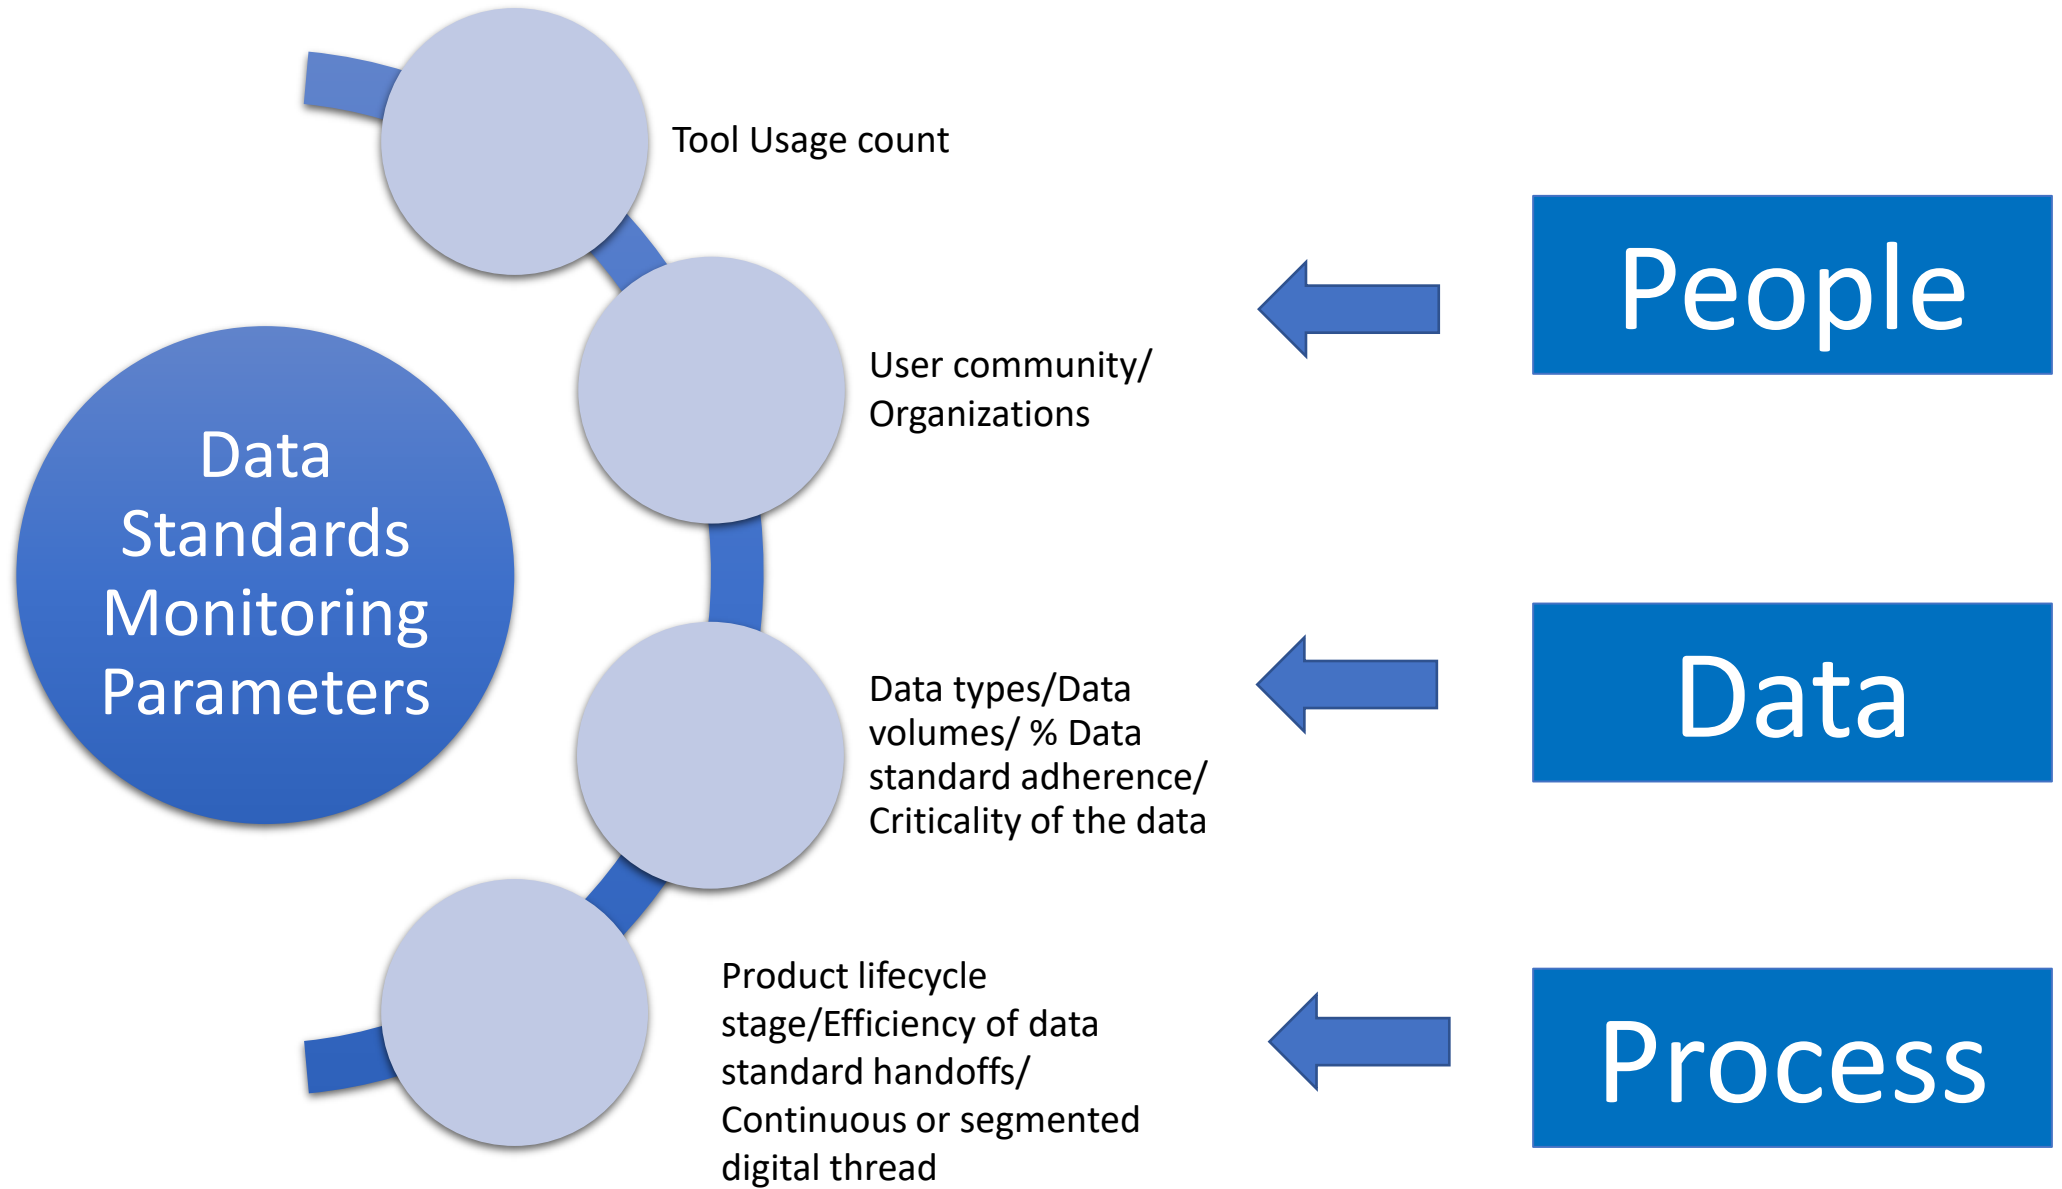 Tool Usage count
People
User community/
Organizations
Data
Standards
Monitoring
Parameters
Data types/Data
volumes/ % Data
standard adherence/
Criticality of the data
Data
Product lifecycle
stage/Efficiency of data
standard handoffs/
Continuous or segmented
digital thread
Process